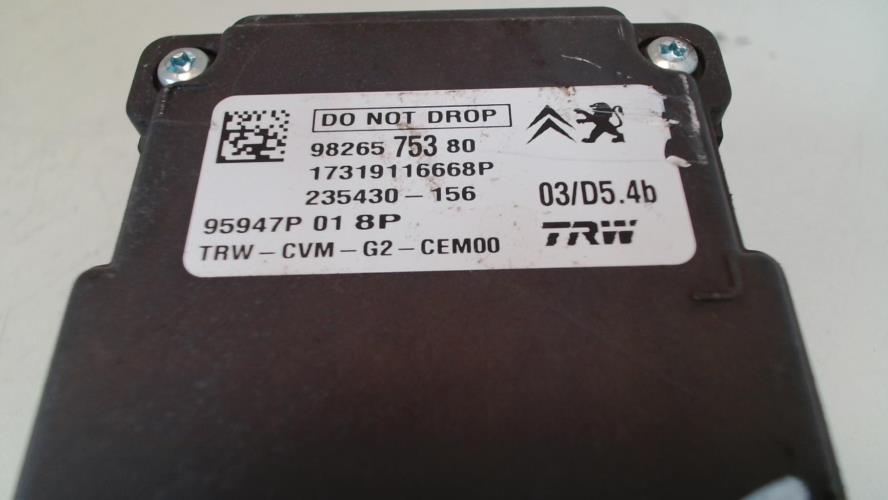 DO NOT DROP
98265 753 80
17319116668P
235430-156
03/D5.4b
95947P 01 8P
TRW
TRW-CVM-G2-CEM00